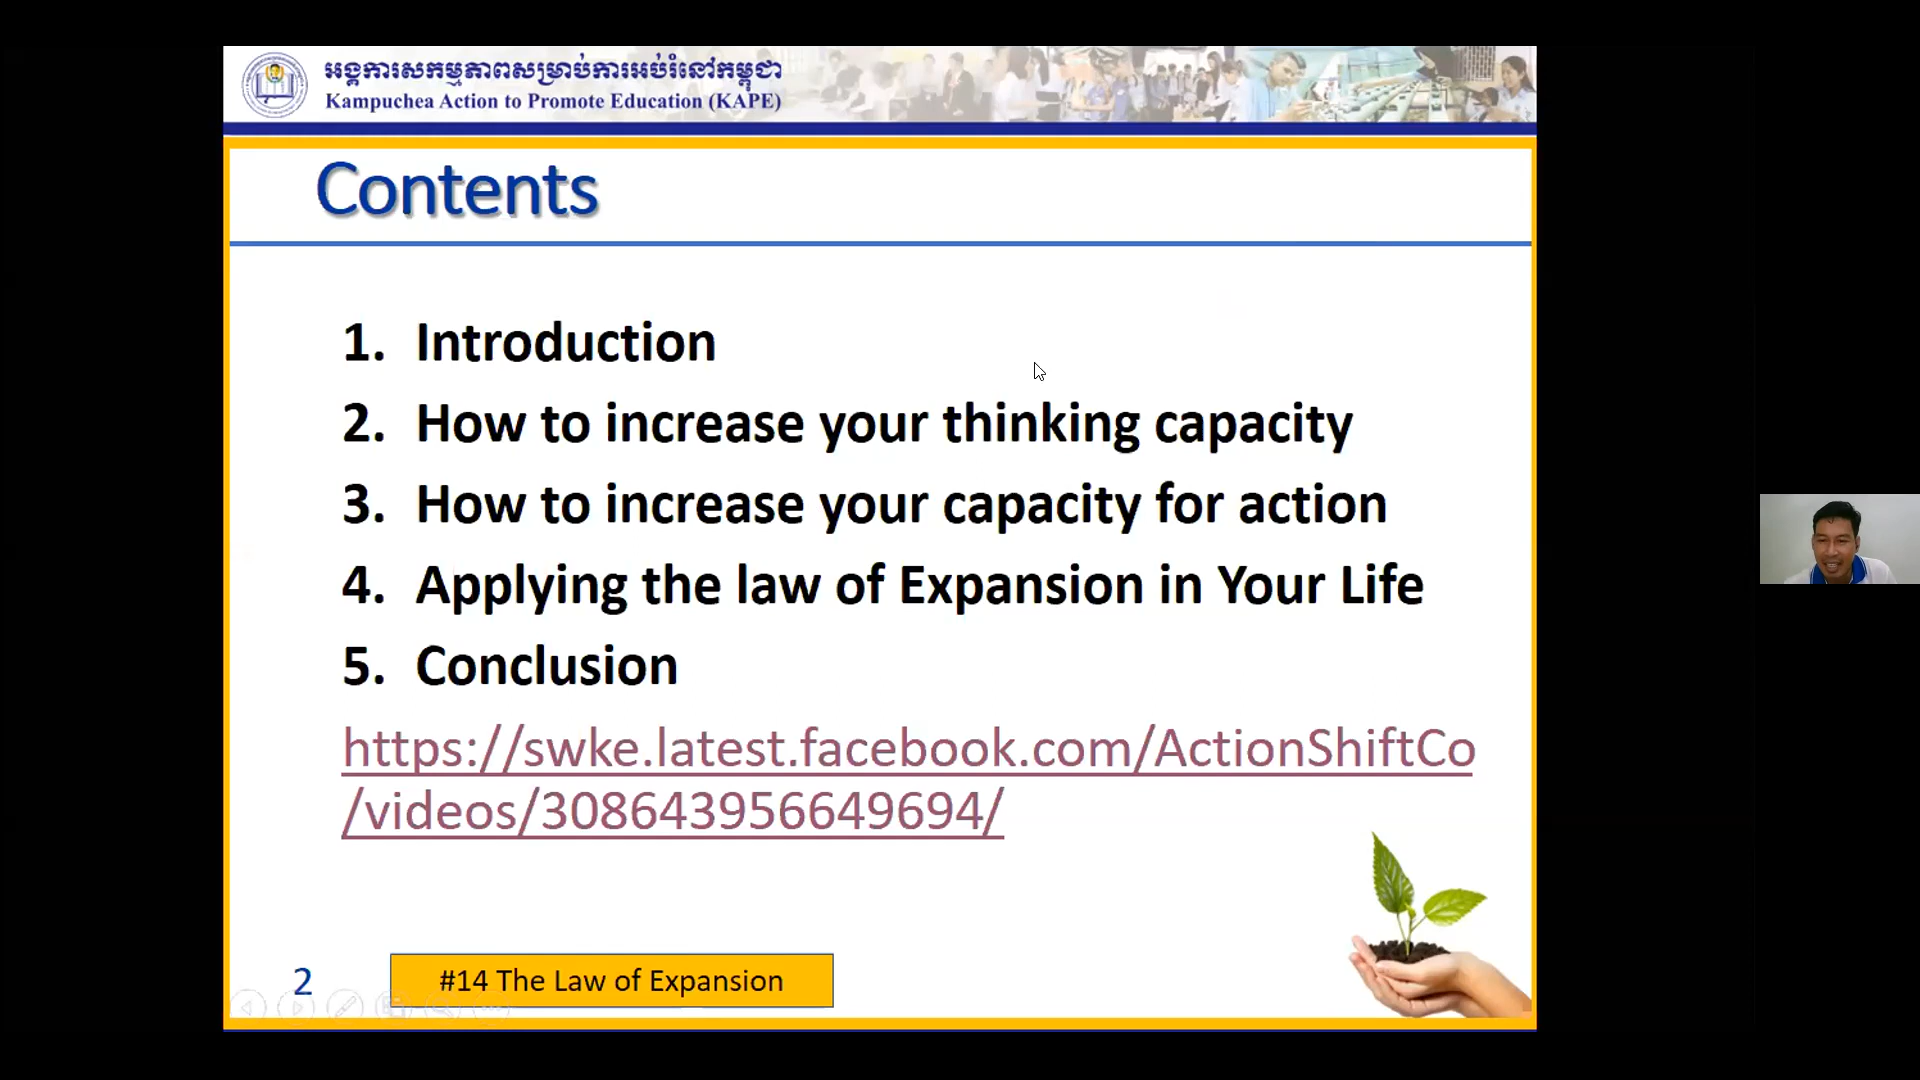 អង្គការសកម្មភាពសម្រាប់ការអប់រំនៅកម្ពុជា
Kampuchea Action to Promote Education (KAPE)
Contents
1. Introduction
2. How to increase your thinking capacity
3. How to increase your capacity for action
4. Applying the law of Expansion in Your Life
5. Conclusion
https://swke.latest.facebook.com/ActionShiftCo
/videos/308643956649694/
2
#14 The Law of Expansion